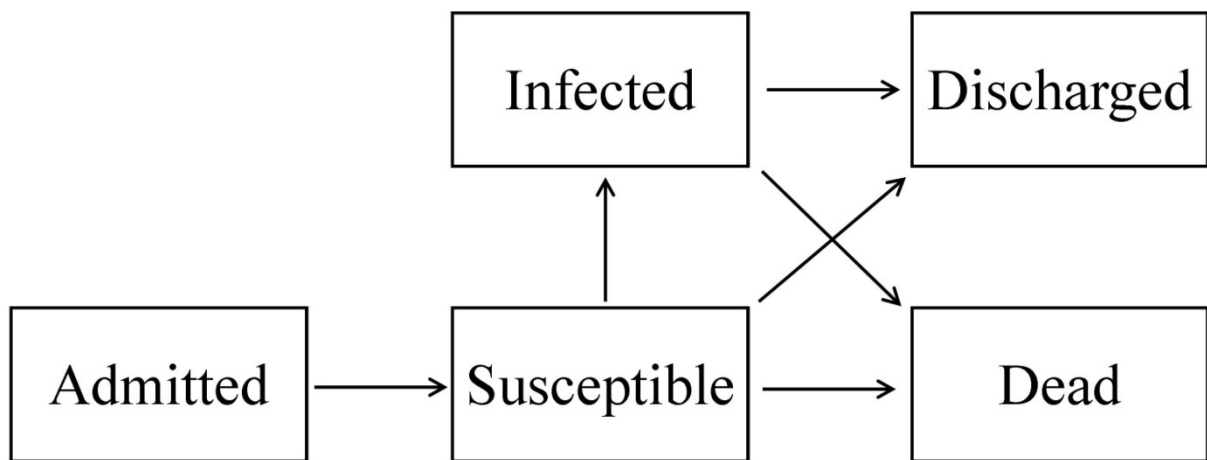 Infected
Discharged
Admitted
Susceptible
Dead